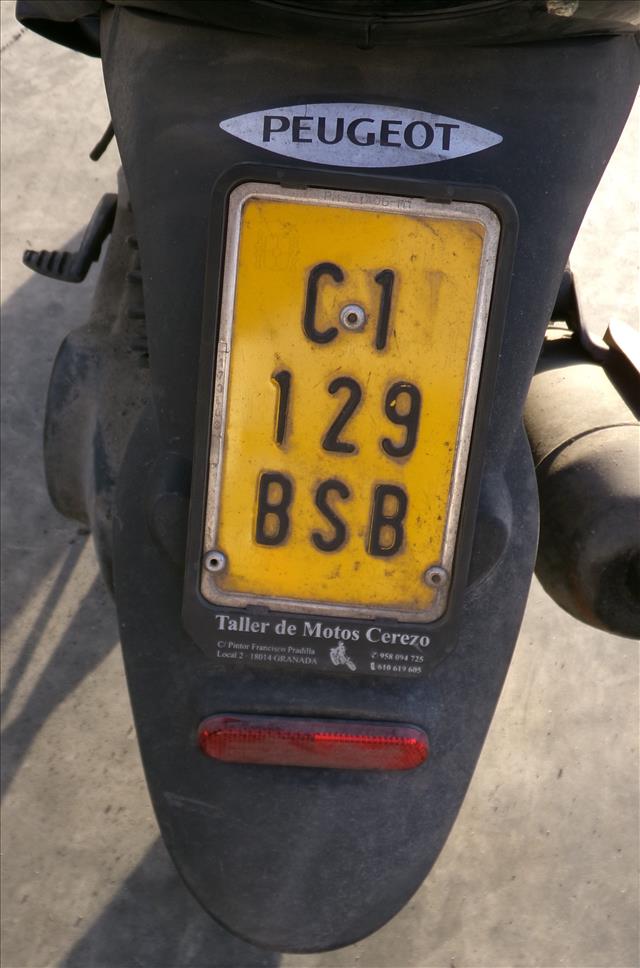 PEUGEOT
C1
129
BSB
Taller de Motos Cerezo
C/ Pintor Francisco Pradilla
Local 2 - 18014 GRANADA
958 094 725
610 619 605